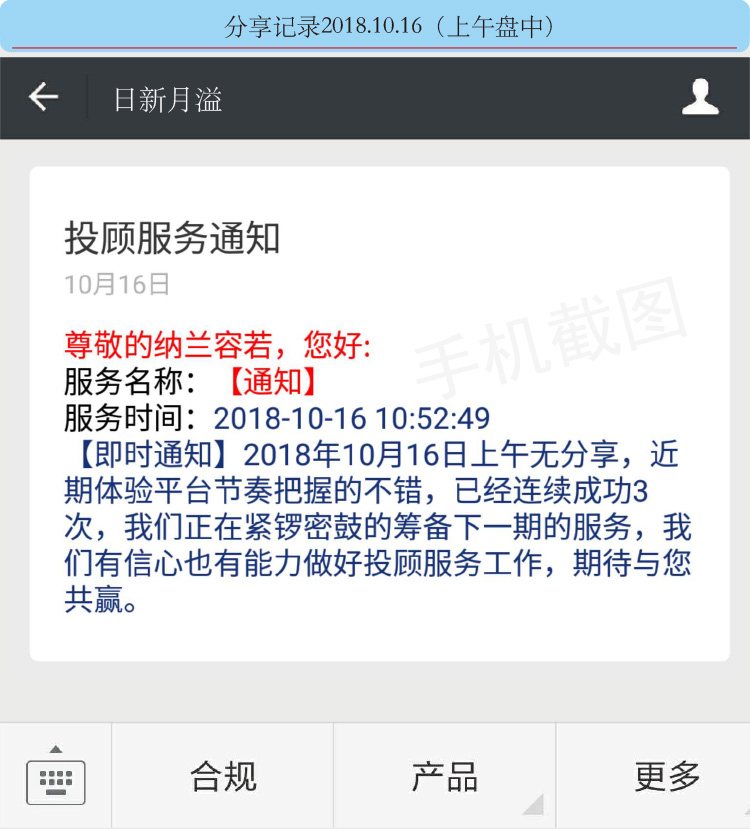 分享记录2018.10.16（上午盘中）
日新月溢
投顾服务通知
10月16日
手机截图
尊敬的纳兰容若，您好:
服务名称：【通知】
服务时间：2018-10-16 10:52:49
【即时通知】2018年10月16日上午无分享，近
期体验平台节奏把握的不错，已经连续成功3
次，我们正在紧锣密鼓的筹备下一期的服务，我
们有信心也有能力做好投顾服务工作，期待与您
共赢。
合规
产品
更多